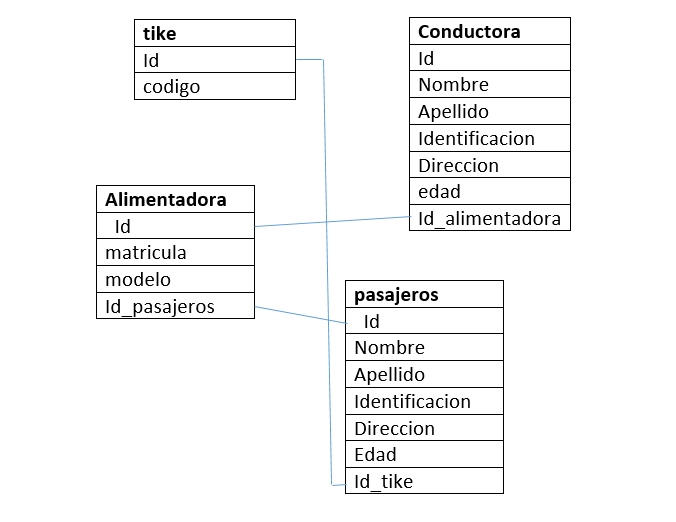 tike
Id
codigo
Conductora
Id
Nombre
Apellido
Identificacion
Direccion
edad
Id_alimentadora
Alimentadora
Id
matricula
modelo
Id_pasajeros
pasajeros
Id
Nombre
Apellido
Identificacion
Direccion
Edad
Id_tike